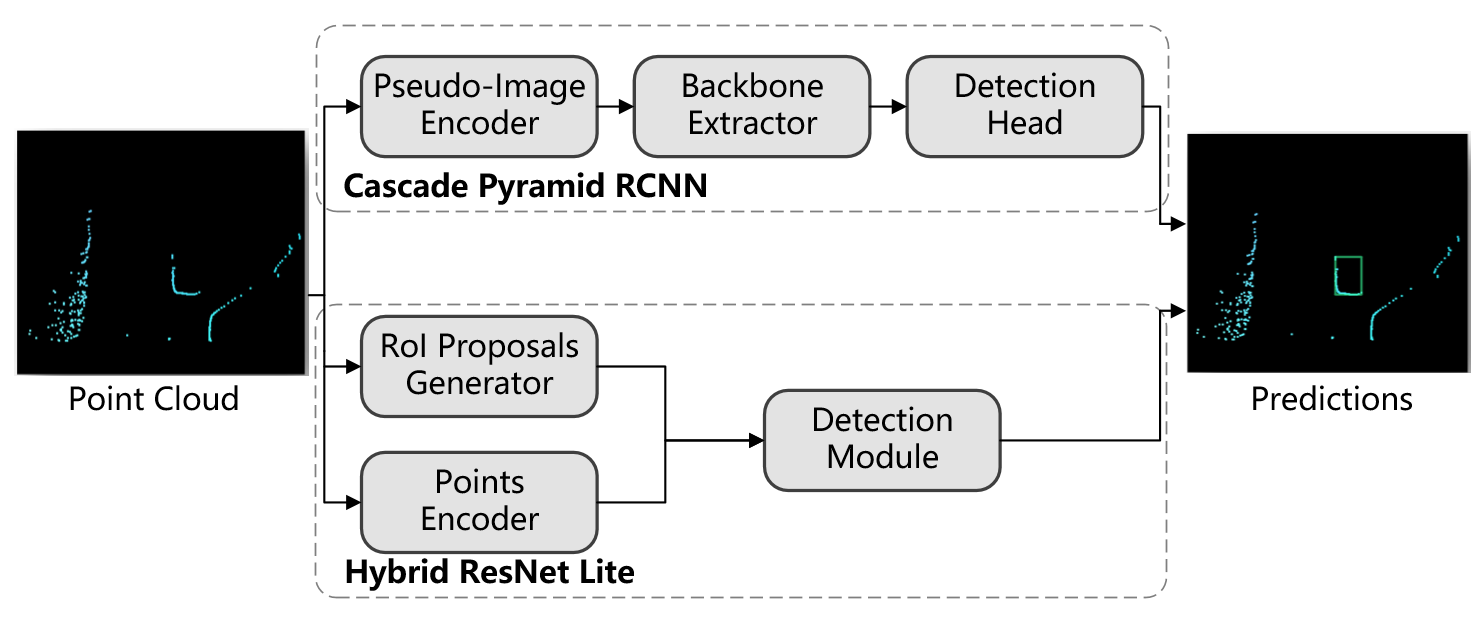 Pseudo-Image
Encoder
Backbone
Extractor
Detection
Head
Cascade Pyramid RCNN
Point Cloud
RoI Proposals
Generator
Points
Encoder
Detection
Module
Hybrid ResNet Lite
Predictions